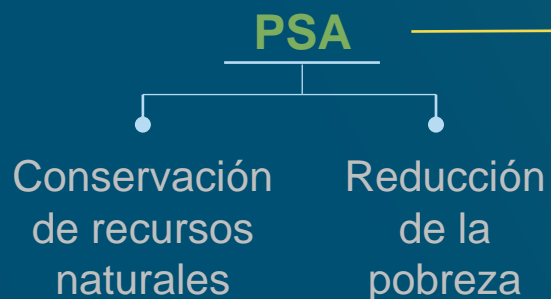 PSA
Conservación
de recursos
naturales
Reducción
de la
pobreza